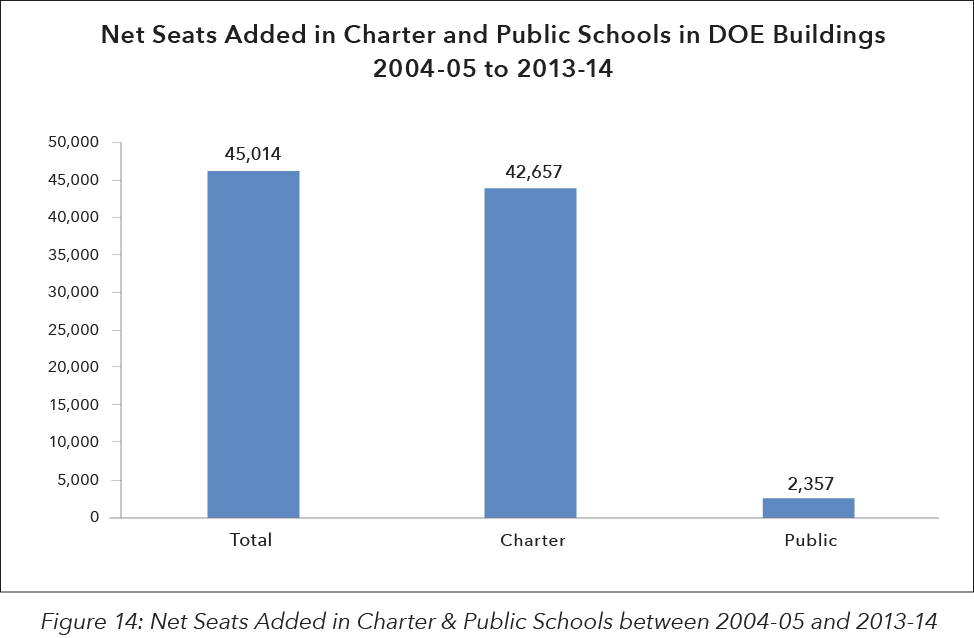 Net Seats Added in Charter and Public Schools in DOE Buildings
2004-05 to 2013-14
50,000
45,000
40,000
35,000
30,000
25,000
20,000
15,000
10,000
5,000
0
45,014
42,657
2,357
Total
Charter
Public
Figure 14: Net Seats Added in Charter & Public Schools between 2004-05 and 2013-14